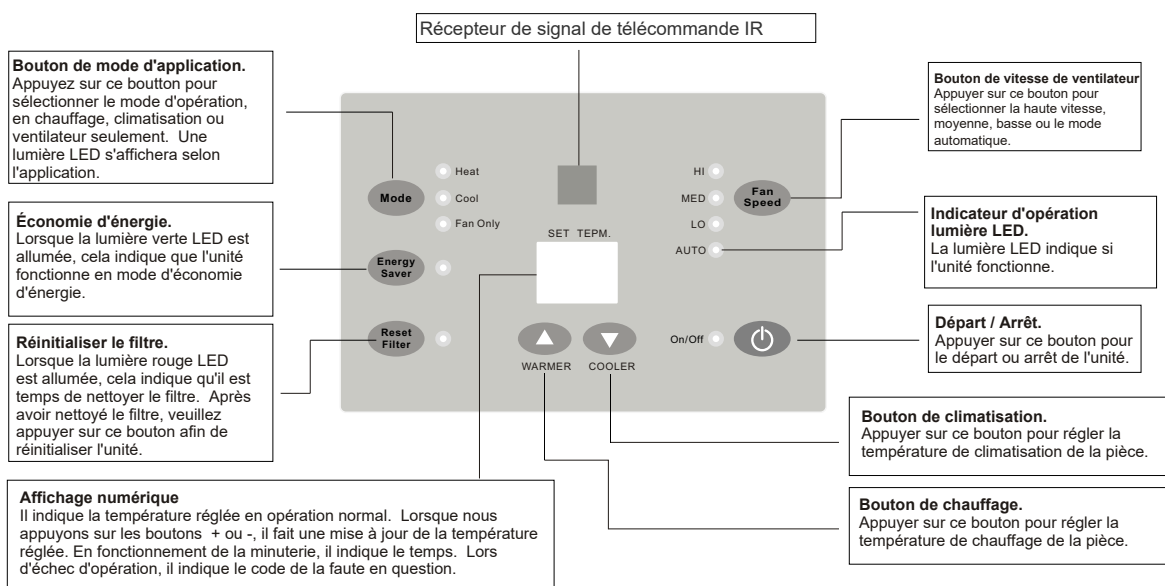 Récepteur de signal de télécommande IR
Bouton de mode d'application.
Appuyez sur ce boutton pour
sélectionner le mode d'opération,
en chauffage, climatisation ou
ventilateur seulement. Une
lumière LED s'affichera selon
l'application.
Économie d'énergie.
Lorsque la lumière verte LED est
allumée, cela indique que l'unité
fonctionne en mode d'économie
d'énergie.
Réinitialiser le filtre.
Lorsque la lumière rouge LED
est allumée, cela indique qu'il est
temps de nettoyer le filtre. Après
avoir nettoyé le filtre, veuillez
appuyer sur ce bouton afin de
réinitialiser l'unité.
Mode
Heat
Cool
Fan Only
Energy
Saver
Reset
Filter
SET TEPM.
WARMER COOLER
HI
MED
LO
AUTO
Fan
Speed
On/Off
Bouton de vitesse de ventilateur
Appuyer sur ce bouton pour
sélectionner la haute vitesse,
moyenne, basse ou le mode
automatique.
Indicateur d'opération
lumière LED.
La lumière LED indique si
l'unité fonctionne.
Départ / Arrêt.
Appuyer sur ce bouton pour
le départ ou arrêt de l'unité.
Bouton de climatisation.
Appuyer sur ce bouton pour régler la
température de climatisation de la pièce.
Bouton de chauffage.
Appuyer sur ce bouton pour régler la
température de chauffage de la pièce.
Affichage numérique
Il indique la température réglée en opération normal. Lorsque nous
appuyons sur les boutons + ou -, il fait une mise à jour de la température
réglée. En fonctionnement de la minuterie, il indique le temps. Lors
d'échec d'opération, il indique le code de la faute en question.